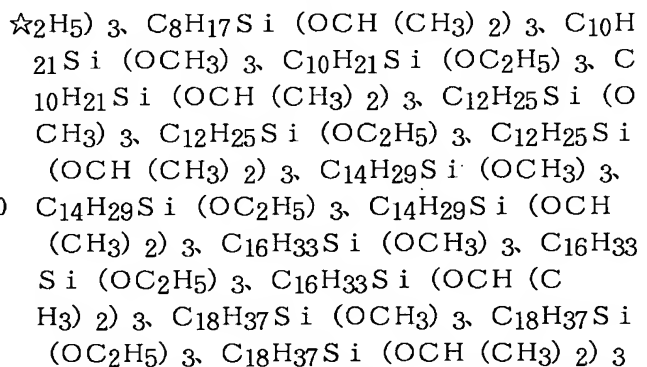 ☆2H5) 3、C8H17Si (OCH (CH3) 2) 3、C10H
21Si (OCH3) 3、C10H21Si (OC2H5) 3、C
10H21Si (OCH (CH3) 2) 3、C12H25Si (O
CH3) 3、C12H25Si (OC2H5) 3、C12H25Si
(OCH (CH3) 2) 3、C14H29Si (OCH3) 3、
C14H29Si (OC2H5) 3、C14H29Si (OCH
(CH3) 2) 3、C16H33Si (OCH3) 3、C16H33
Si (OC2H5) 3、C16H33Si (OCH (C
H3) 2) 3、C18H37Si (OCH3) 3、C18H37Si
(OC2H5) 3、C18H37Si (OCH (CH3) 2) 3